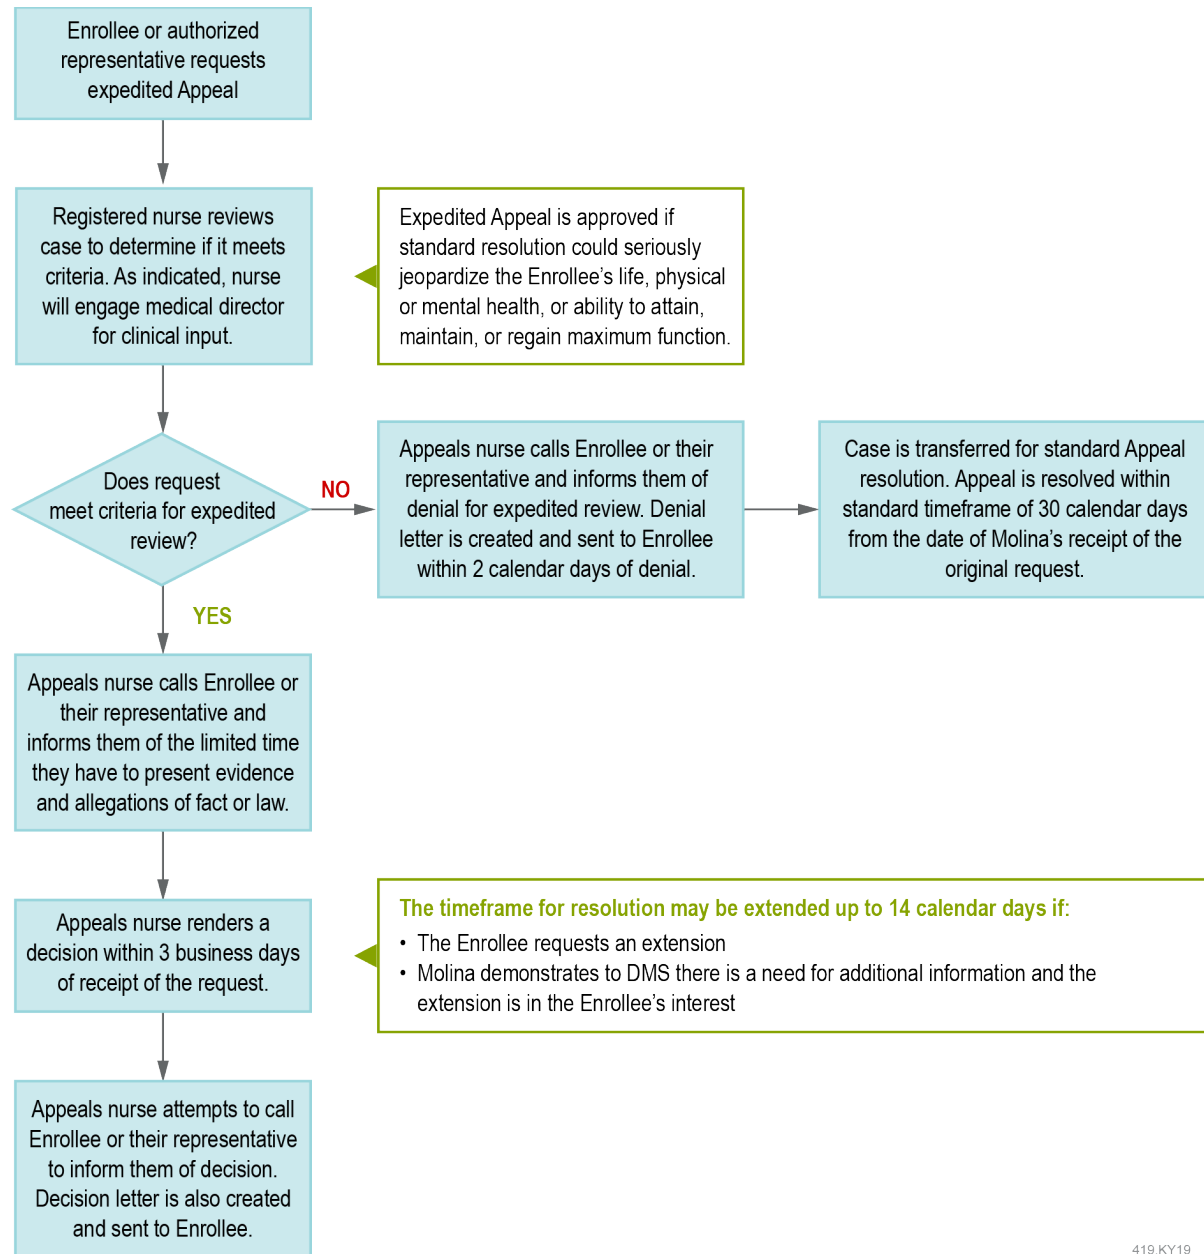 Enrollee or authorized
representative requests
expedited Appeal
Registered nurse reviews
case to determine if it meets
criteria. As indicated, nurse
will engage medical director
for clinical input.
Expedited Appeal is approved if
standard resolution could seriously
jeopardize the Enrollee’s life, physical
or mental health, or ability to attain,
maintain, or regain maximum function.
Does request
meet criteria for expedited
review?
NO
Appeals nurse calls Enrollee or their
representative and informs them of
denial for expedited review. Denial
letter is created and sent to Enrollee
within 2 calendar days of denial.
Case is transferred for standard Appeal
resolution. Appeal is resolved within
standard timeframe of 30 calendar days
from the date of Molina’s receipt of the
original request.
YES
Appeals nurse calls Enrollee or
their representative and
informs them of the limited time
they have to present evidence
and allegations of fact or law.
Appeals nurse renders a
decision within 3 business days
of receipt of the request.
The timeframe for resolution may be extended up to 14 calendar days if:
• The Enrollee requests an extension
• Molina demonstrates to DMS there is a need for additional information and the
extension is in the Enrollee’s interest
Appeals nurse attempts to call
Enrollee or their representative
to inform them of decision.
Decision letter is also created
and sent to Enrollee.
419.KY19